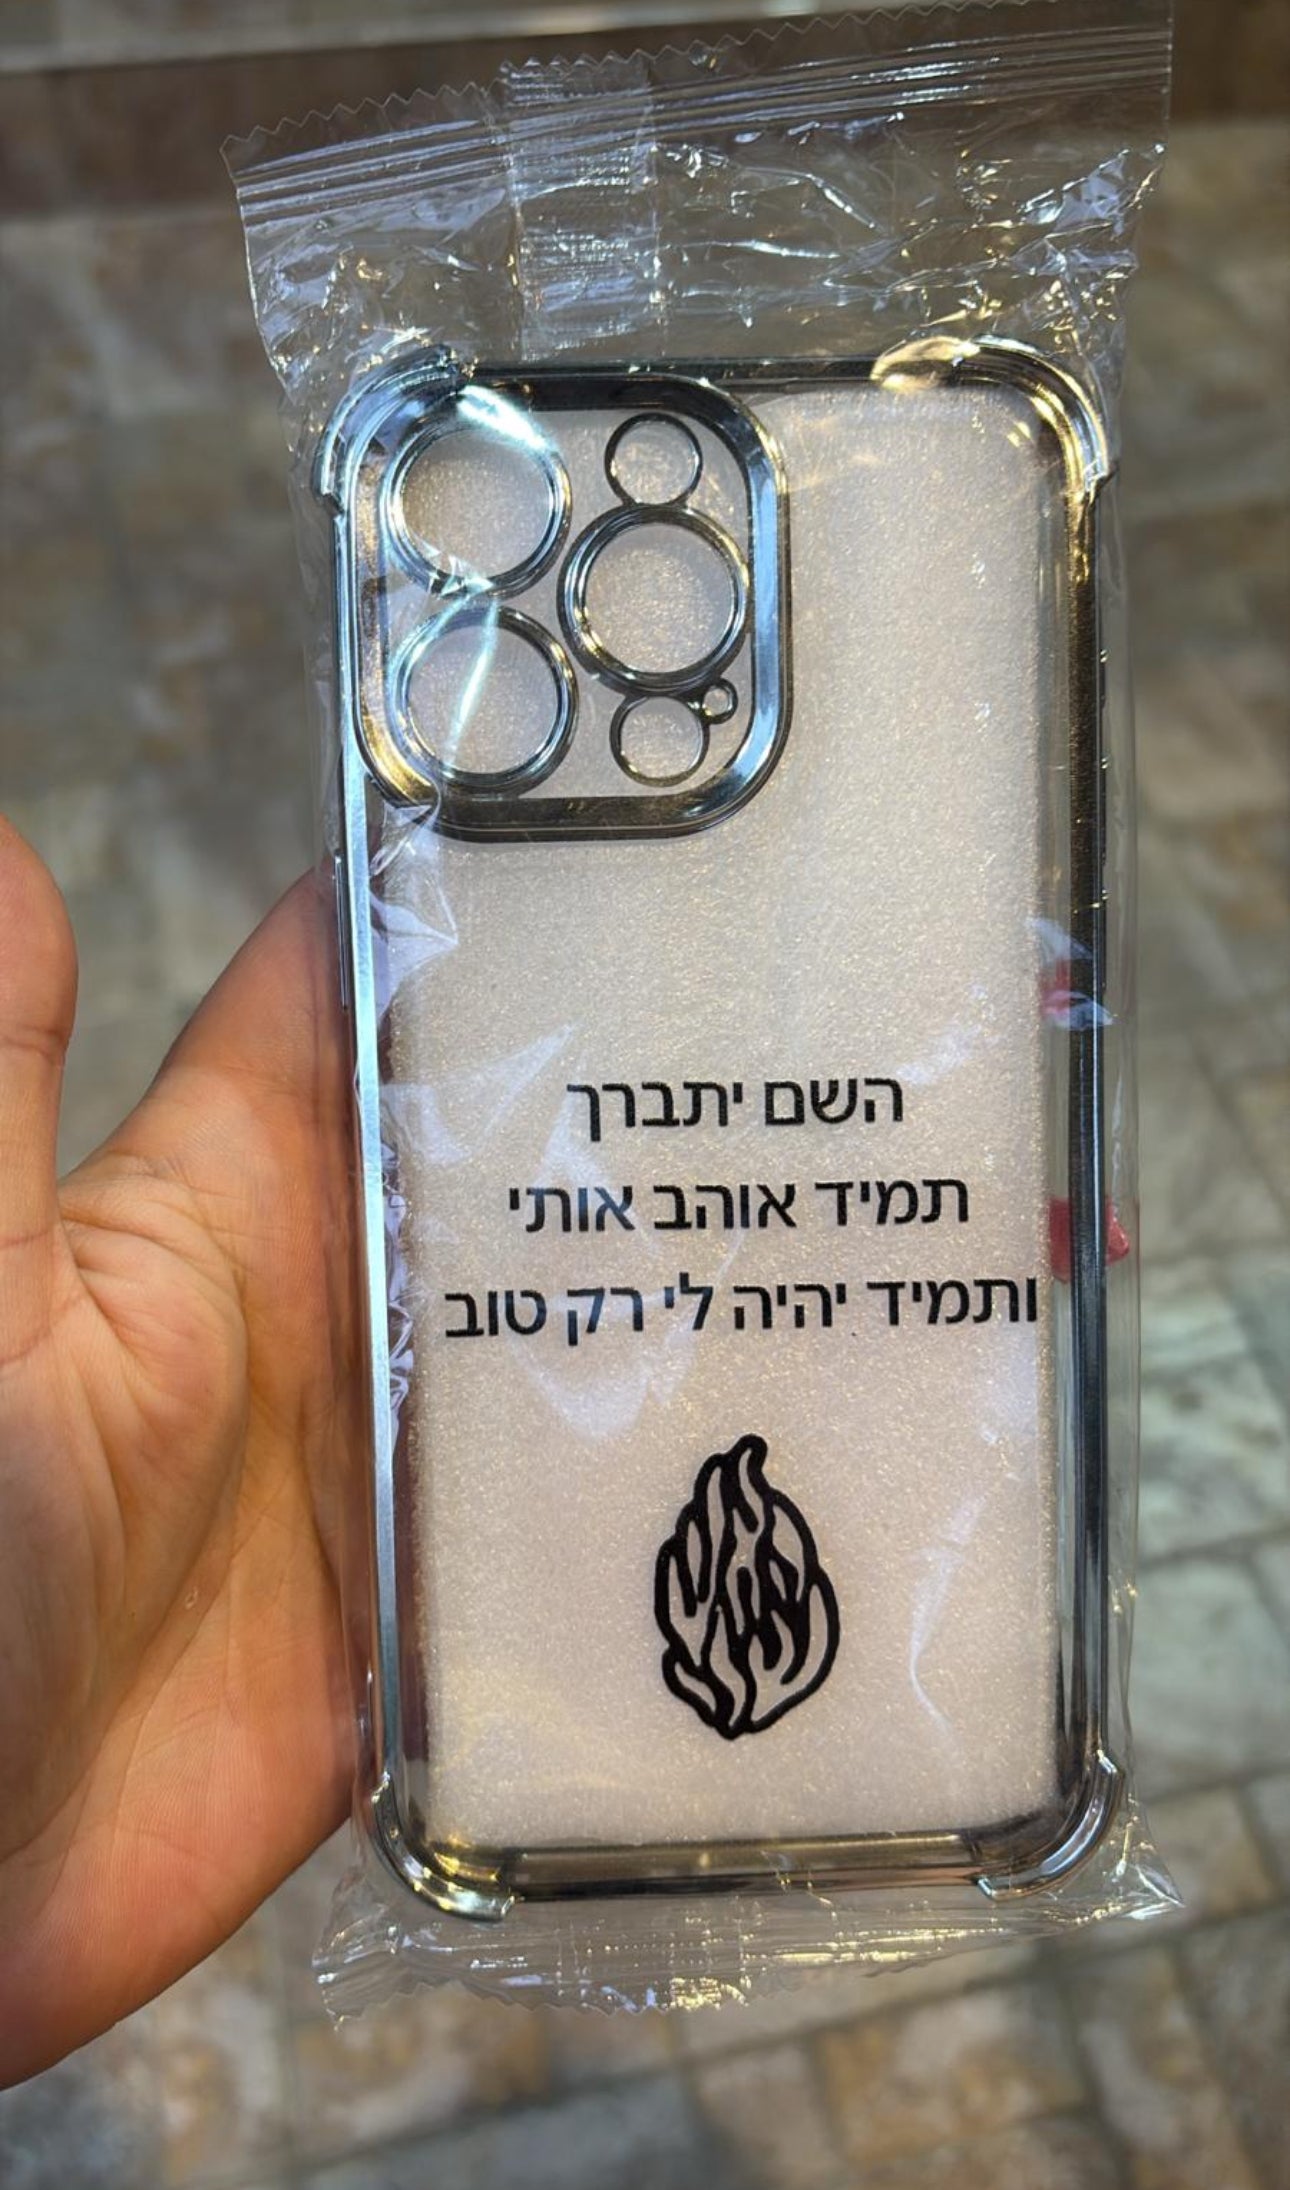 השם יתברך
תמיד אוהב אותי
ותמיד יהיה לי רק טוב